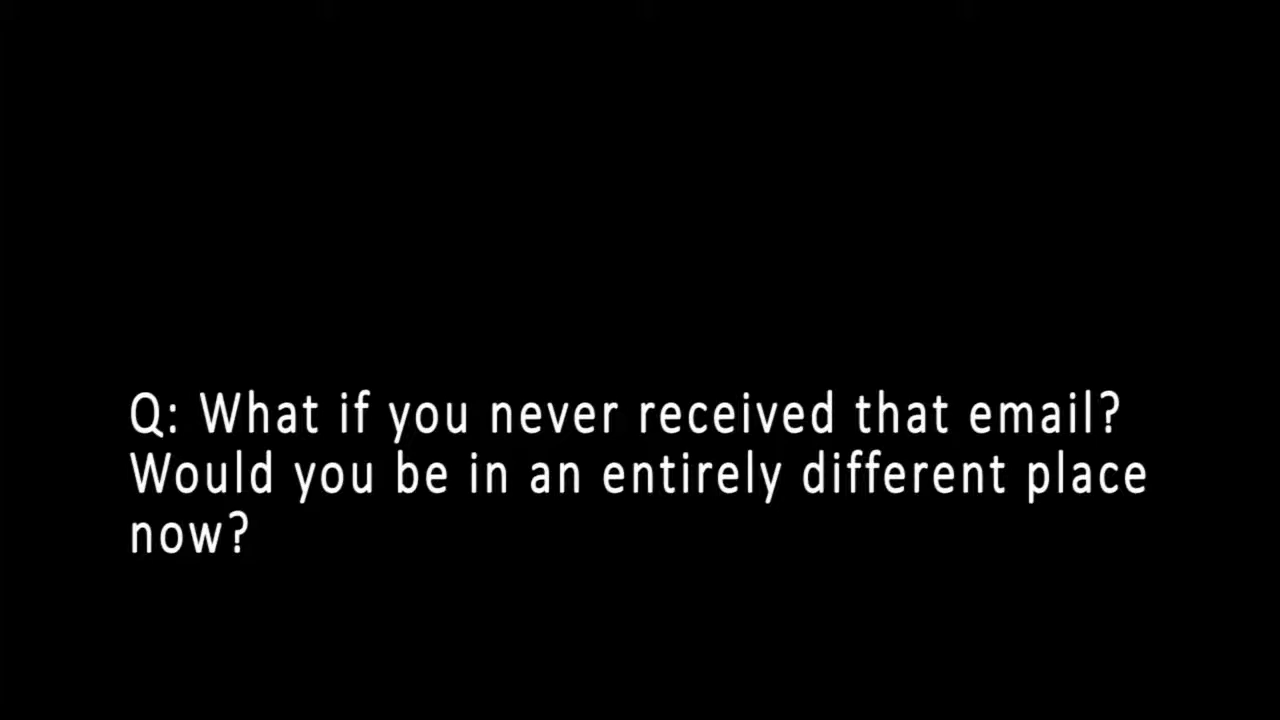 Q: What if you never received that email?
Would you be in an entirely different place
now?